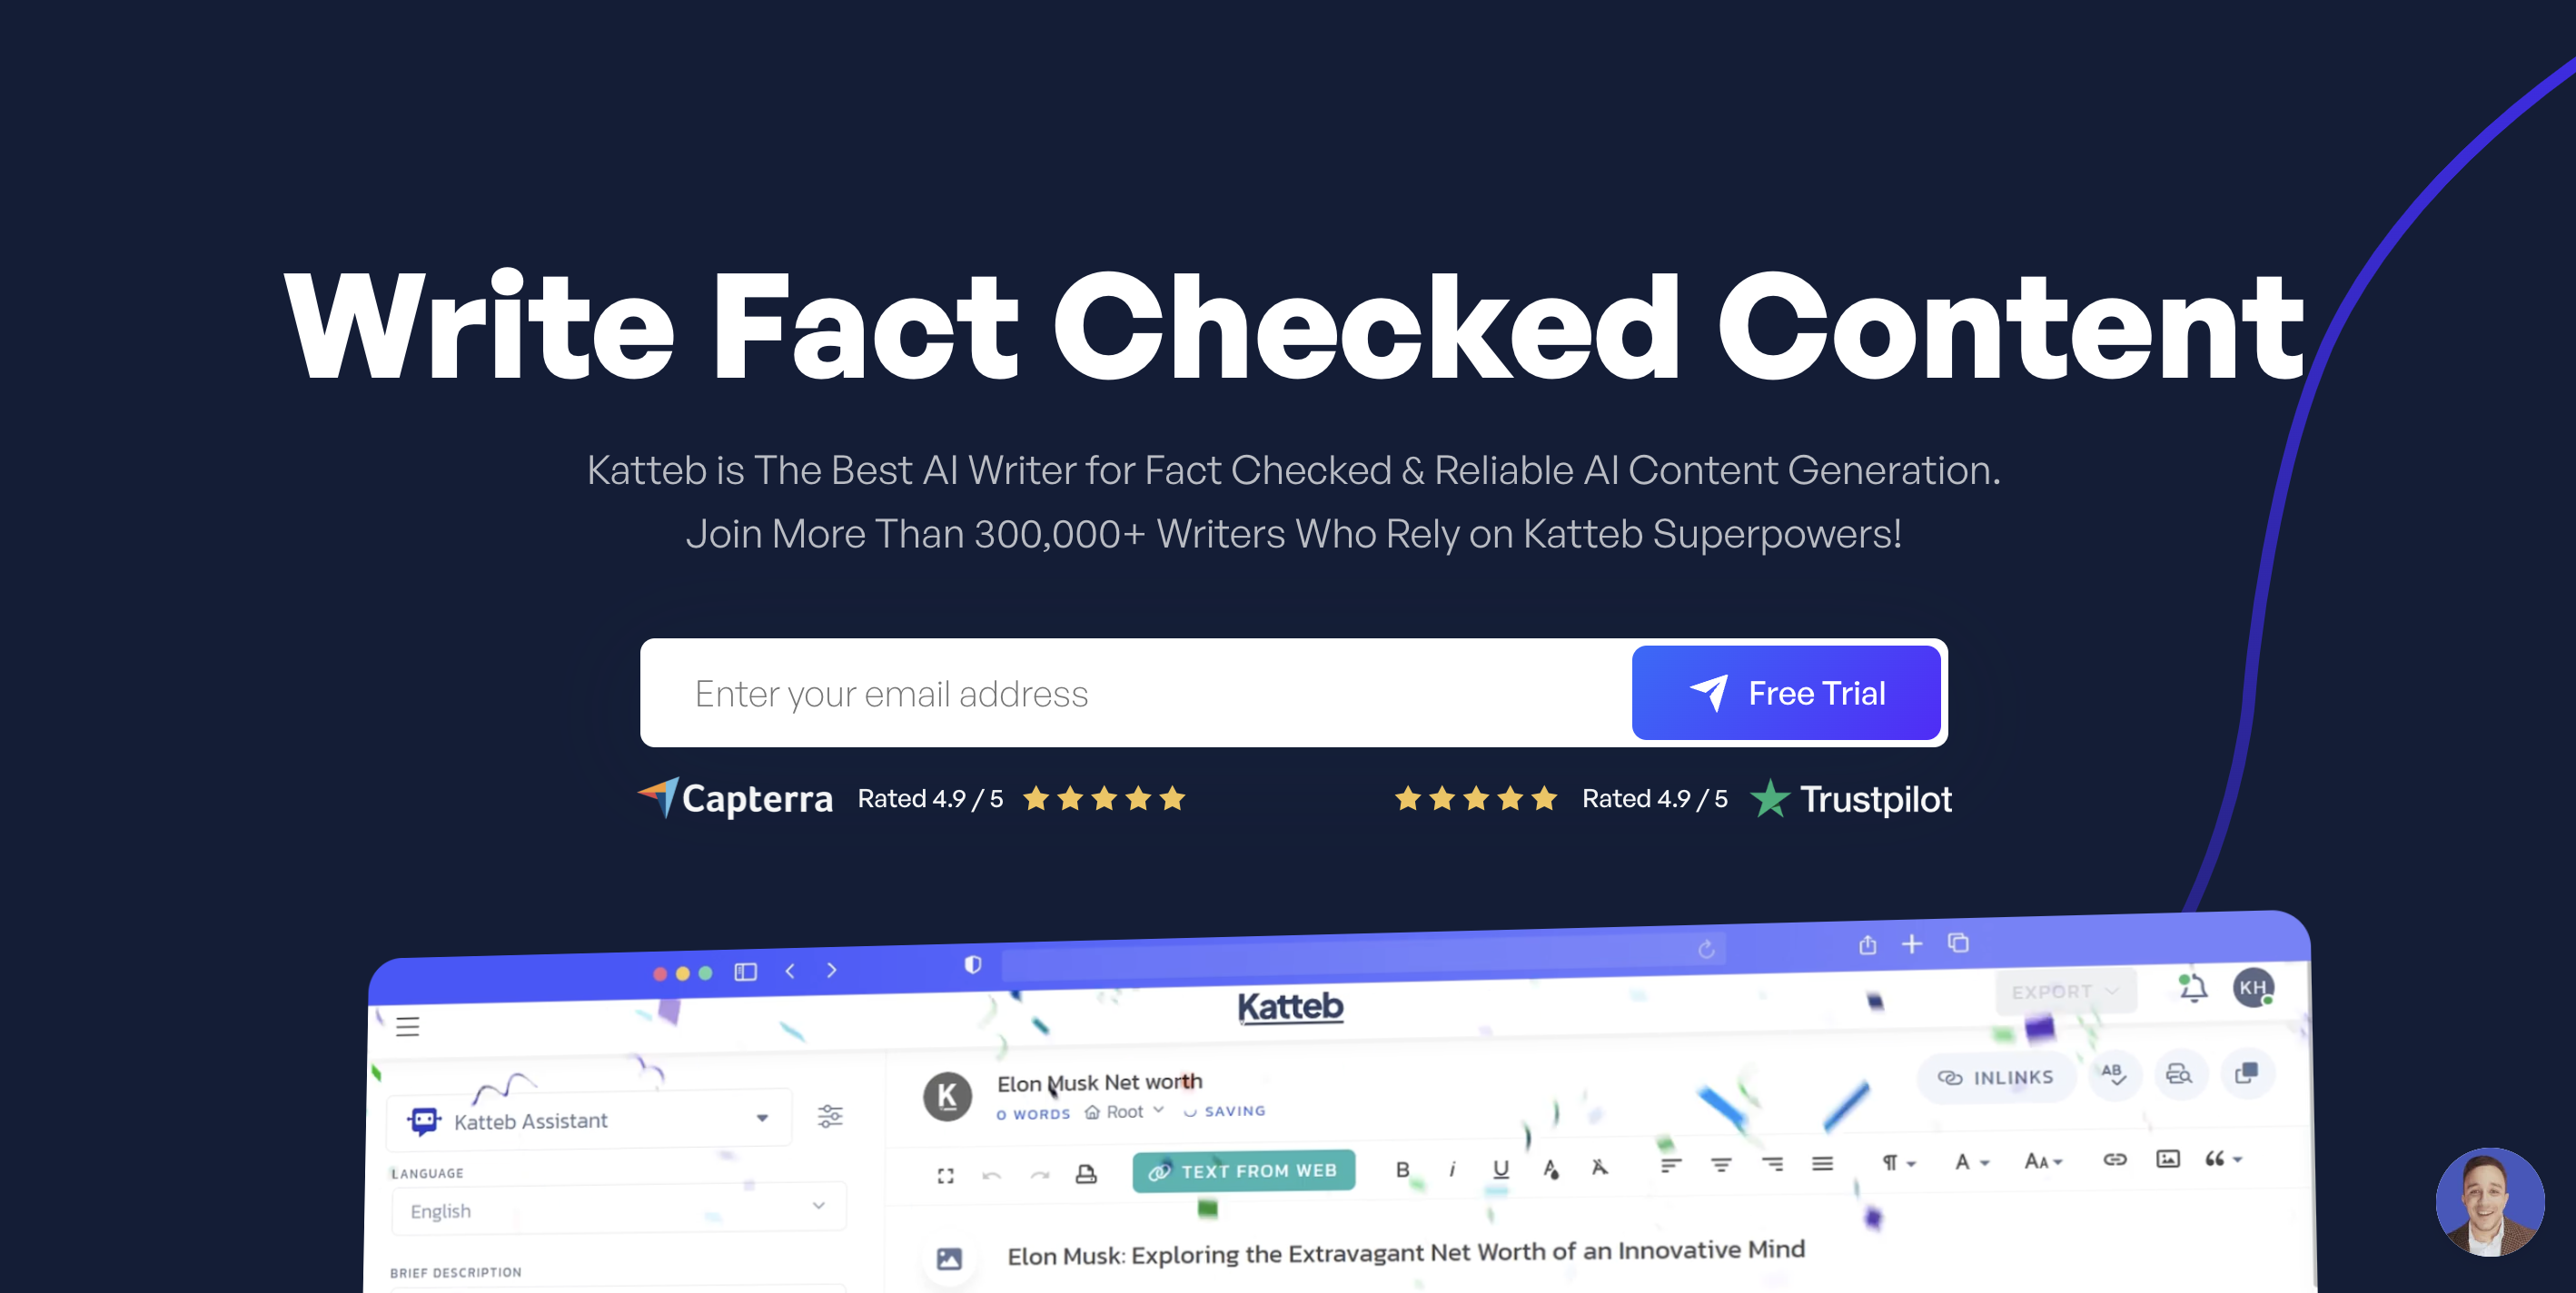 Write Fact Checked Content
Katteb is The Best AI Writer for Fact Checked & Reliable AI Content Generation.
Join More Than 300,000+ Writers Who Rely on Katteb Superpowers!
Enter your email address
Free Trial
Capterra Rated 4.9 / 5
Rated 4.9 / 5 Trustpilot
Katteb
EXPORT
KH
Katteb Assistant
LANGUAGE
English
BRIEF DESCRIPTION
K
Elon Musk Net worth
0 WORDS Root SAVING
INLINKS
AB
TEXT FROM WEB
B i U A A ¶ A AA “
Elon Musk: Exploring the Extravagant Net Worth of an Innovative Mind